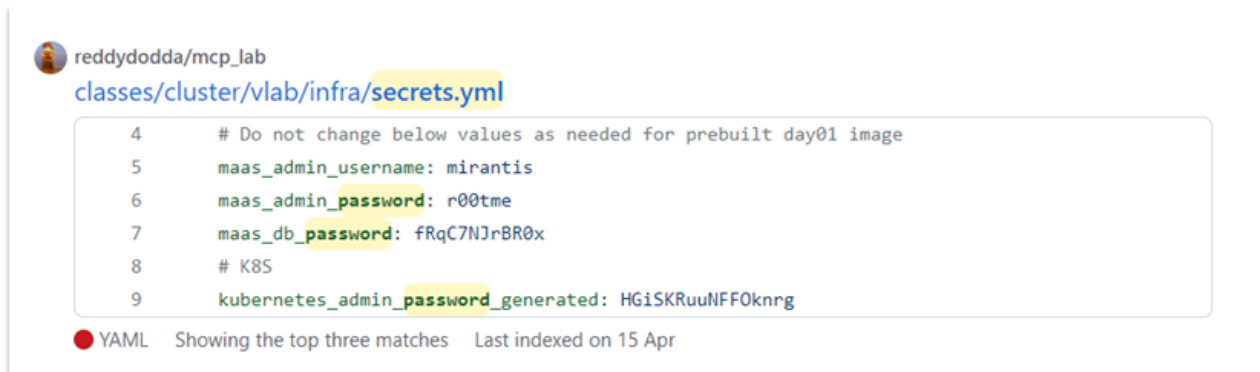 reddydodda/mcp_lab
classes/cluster/vlab/infra/secrets.yml
4 # Do not change below values as needed for prebuilt day01 image
5 maas_admin_username: mirantis
6 maas_admin_password: r00tme
7 maas_db_password: fRqC7NJrBR0x
8 # K8S
9 kubernetes_admin_password_generated: HGiSKRuuNFFOknrg
YAML Showing the top three matches Last indexed on 15 Apr